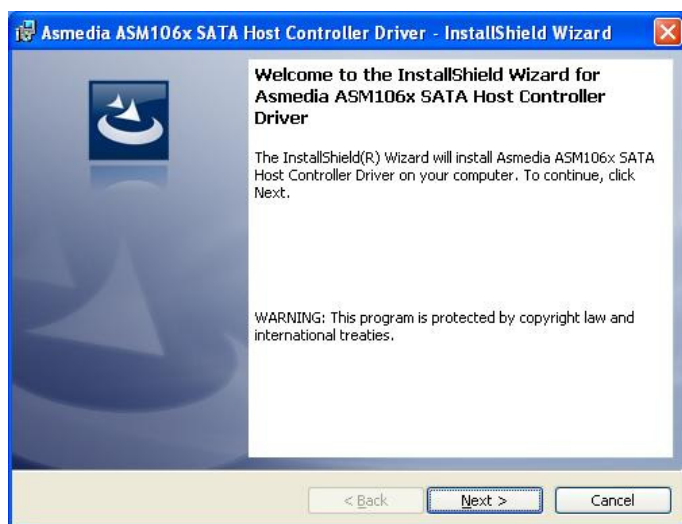 Asmedia ASM106x SATA Host Controller Driver - InstallShield Wizard
Welcome to the InstallShield Wizard for
Asmedia ASM106x SATA Host Controller
Driver
The InstallShield(R) Wizard will install Asmedia ASM106x SATA
Host Controller Driver on your computer. To continue, click
Next.
WARNING: This program is protected by copyright law and
international treaties.
< Back
Next >
Cancel